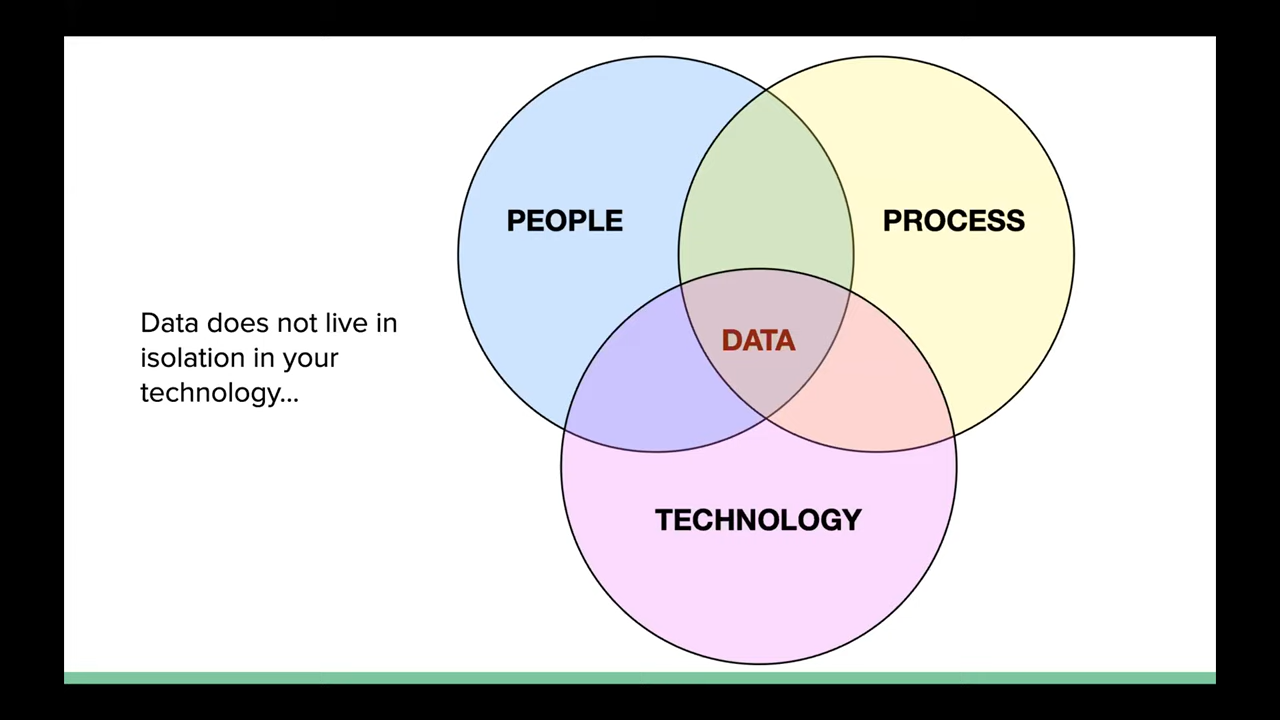 PEOPLE
PROCESS
Data does not live in
isolation in your
technology...
DATA
TECHNOLOGY